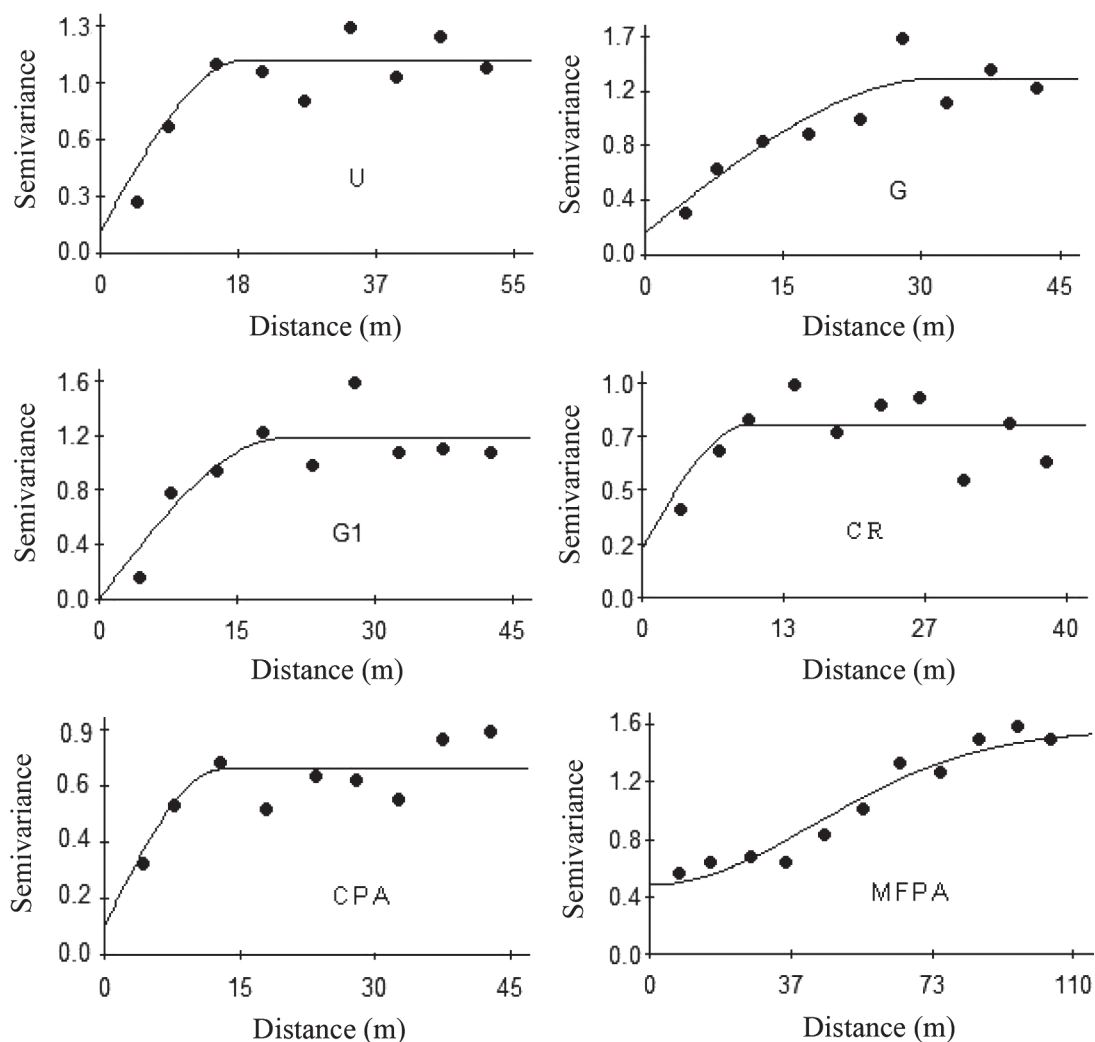 Semivariance
1.3
1.0
0.6
0.3
0.0
U
0 18 37 55
Distance (m)
Semivariance
1.7
1.2
0.8
0.4
0.0
G
0 15 30 45
Distance (m)
Semivariance
1.6
1.2
0.8
0.4
0.0
G1
0 15 30 45
Distance (m)
Semivariance
1.0
0.7
0.5
0.2
0.0
CR
0 13 27 40
Distance (m)
Semivariance
0.9
0.6
0.4
0.2
0.0
CPA
0 15 30 45
Distance (m)
Semivariance
1.6
1.2
0.8
0.4
0.0
MFPA
0 37 73 110
Distance (m)